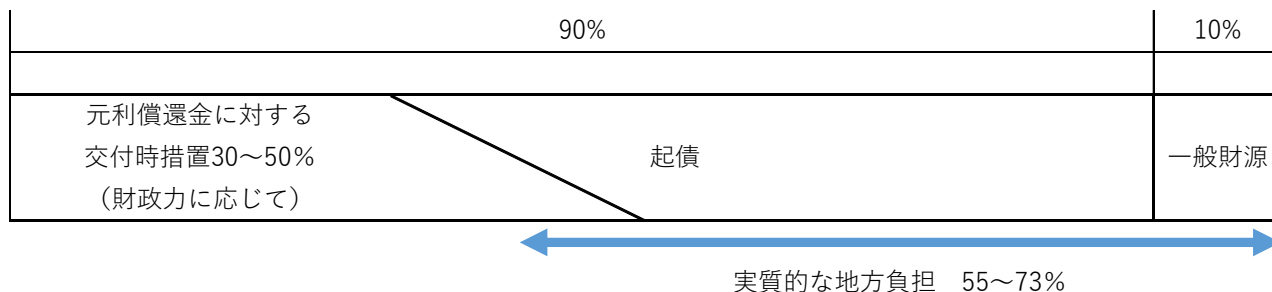 90%
10%
元利償還金に対する
交付時措置30～50%
（財政力に応じて）
起債
一般財源
実質的な地方負担　55～73%